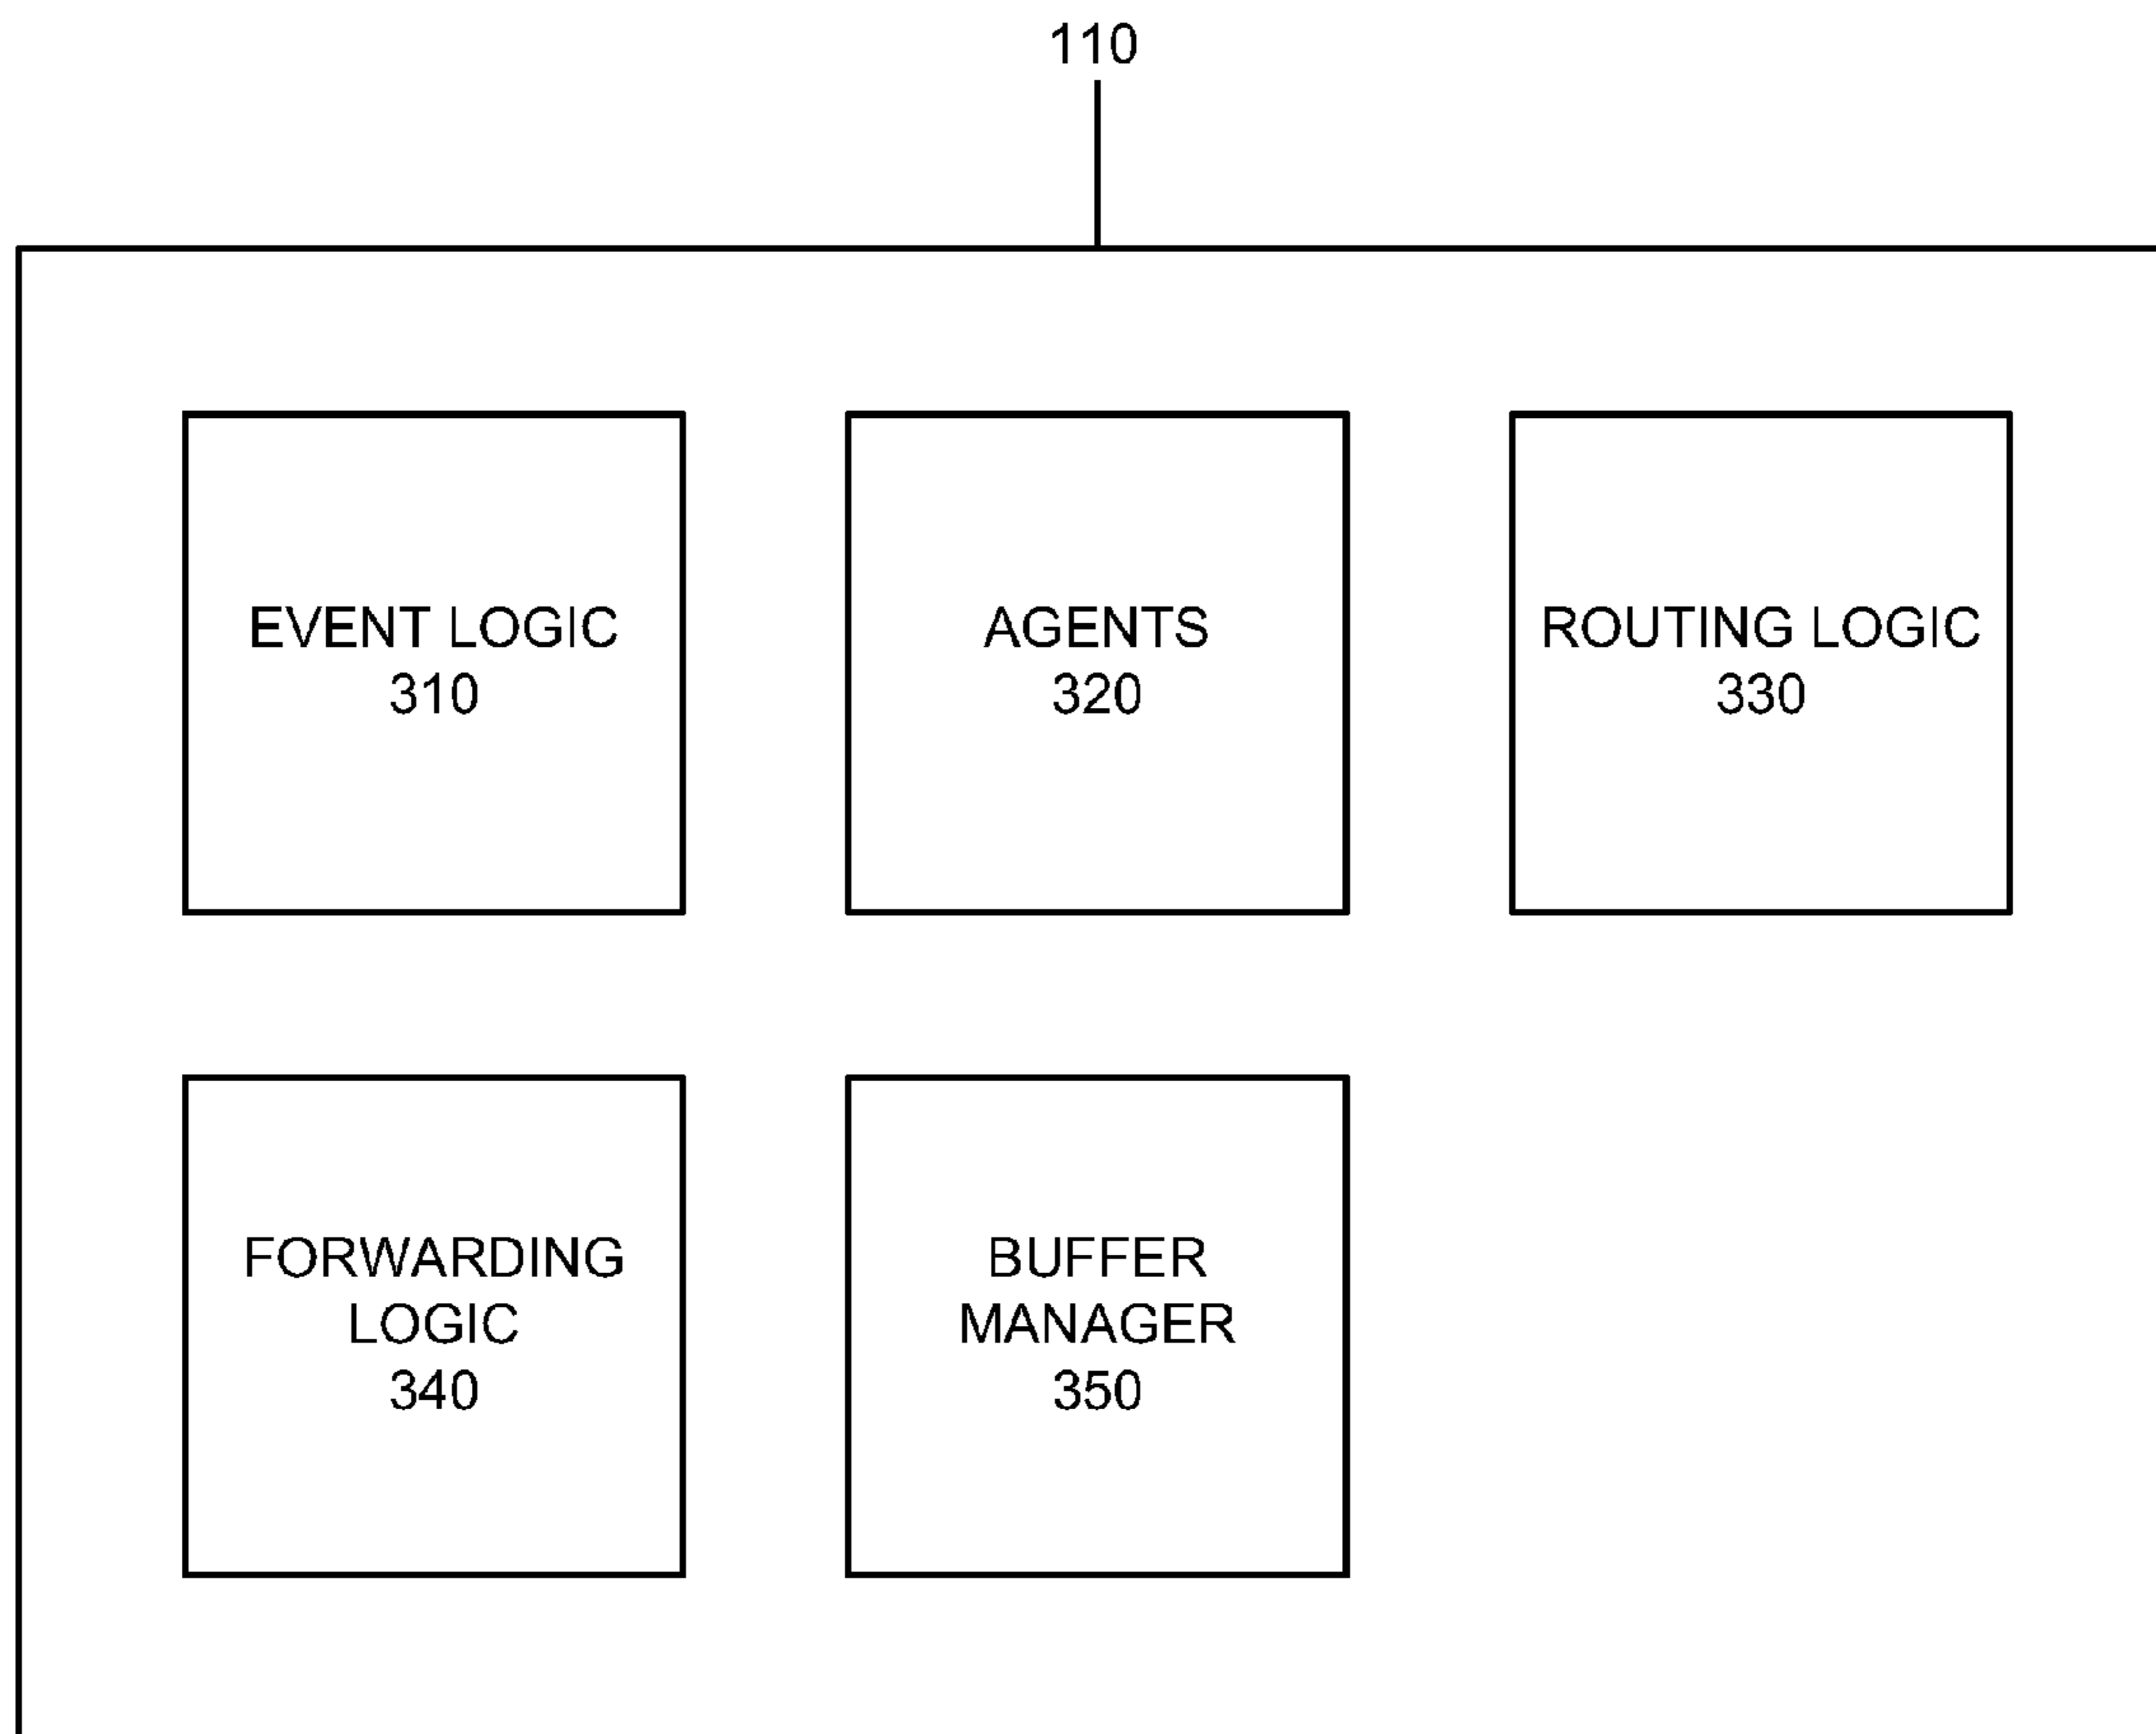 110
EVENT LOGIC
310
AGENTS
320
ROUTING LOGIC
330
FORWARDING
LOGIC
340
BUFFER
MANAGER
350